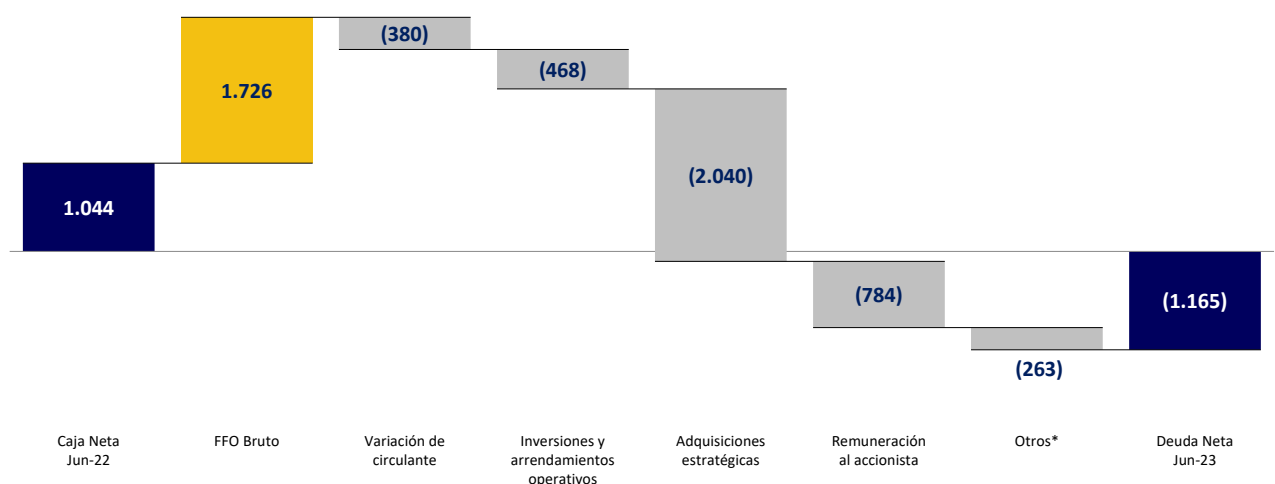 (380)
(468)
1.726
(2.040)
1.044
(784)
(1.165)
(263)
Caja Neta
Jun-22
FFO Bruto
Variación de
circulante
Inversiones y
arrendamientos
operativos
Adquisiciones
estratégicas
Remuneración
al accionista
Otros*
Deuda Neta
Jun-23